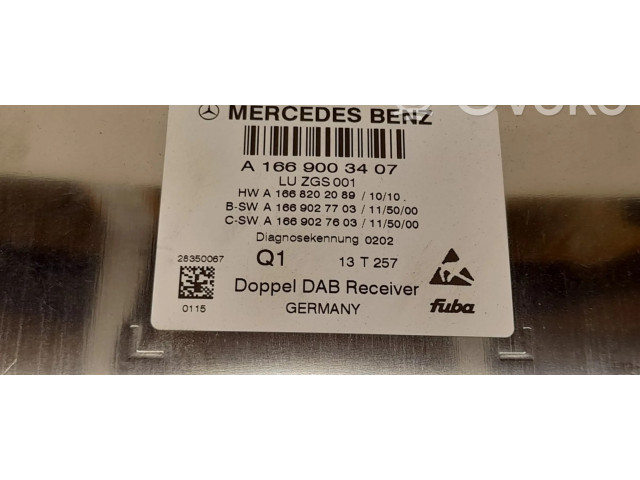 MERCEDES BENZ
A 166 900 34 07
LU ZGS 001
HW A 166 820 20 89 / 10/10 .
B-SW A 166 902 77 03 / 11/50/00
C-SW A 166 902 76 03 / 11/50/00
Diagnosekennung 0202
28350067
Q1 13 T 257
Doppel DAB Receiver
0115
GERMANY
fuba